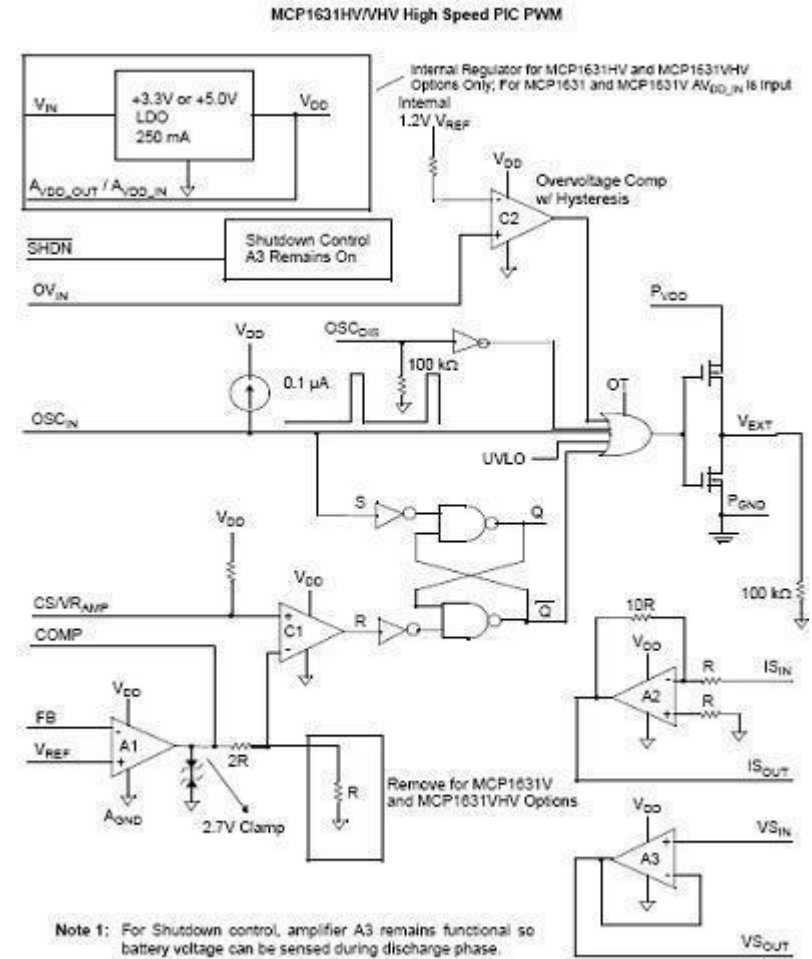 MCP1631HV/VHV High Speed PIC PWM
Internal Regulator for MCP1631HV and MCP1631VHV
Options Only; For MCP1631 and MCP1631V AVDD_IN is Input
VIN
+3.3V or +5.0V
LDO
250 mA
VDD
Internal
1.2V VREF
AVDD_OUT / AVDD_IN
VDD
Overvoltage Comp
w/ Hysteresis
-
C2
+
SHDN
Shutdown Control
A3 Remains On
OVIN
PVDD
VDD
OSCDIS
100 kΩ
0.1 µA
OT
OSCIN
VEXT
UVLO
S
Q
PGND
VDD
VDD
CS/VRAMP
+
C1
-
R
Q
100 kΩ
COMP
10R
VDD
VDD
R
ISIN
-
A2
+
R
FB
-
A1
+
VREF
2R
R
Remove for MCP1631V
and MCP1631VHV Options
ISOUT
AGND
2.7V Clamp
VDD
VSIN
+
A3
-
Note 1: For Shutdown control, amplifier A3 remains functional so
battery voltage can be sensed during discharge phase.
VSOUT